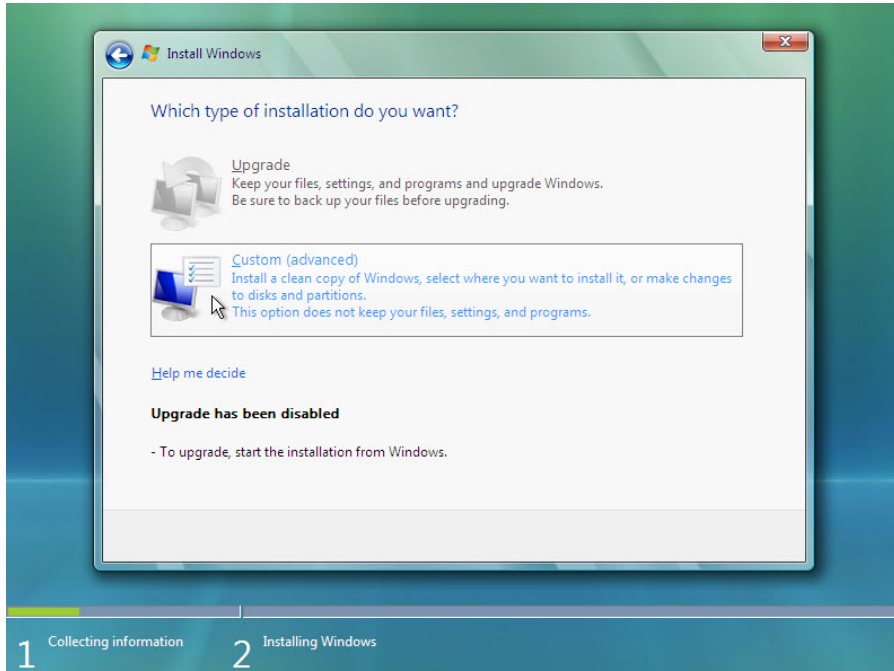 Install Windows
Which type of installation do you want?
Upgrade
Keep your files, settings, and programs and upgrade Windows.
Be sure to back up your files before upgrading.
Custom (advanced)
Install a clean copy of Windows, select where you want to install it, or make changes
to disks and partitions.
This option does not keep your files, settings, and programs.
Help me decide
Upgrade has been disabled
- To upgrade, start the installation from Windows.
1 Collecting information 2 Installing Windows